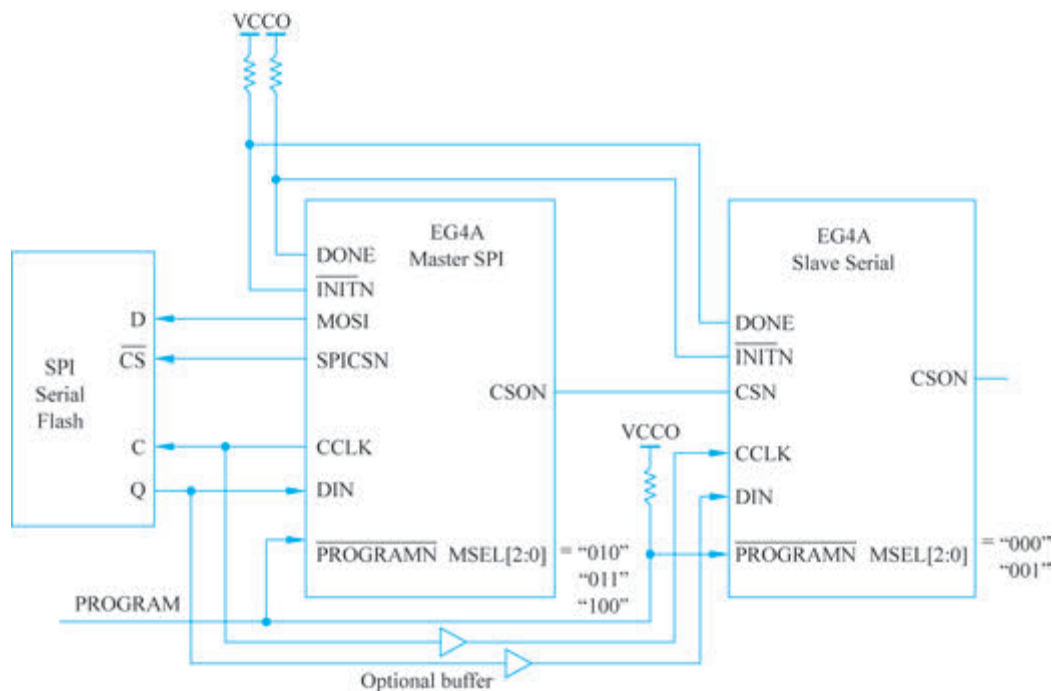 VCCO
EG4A
Master SPI
DONE
INITN
MOSI
SPICSN
CSON
CCLK
DIN
PROGRAMN MSEL[2:0] = “010”
“011”
“100”
SPI
Serial
Flash
D
CS
C
Q
EG4A
Slave Serial
DONE
INITN
CSN
CSON
CCLK
DIN
PROGRAMN MSEL[2:0] = “000”
“001”
VCCO
PROGRAM
Optional buffer